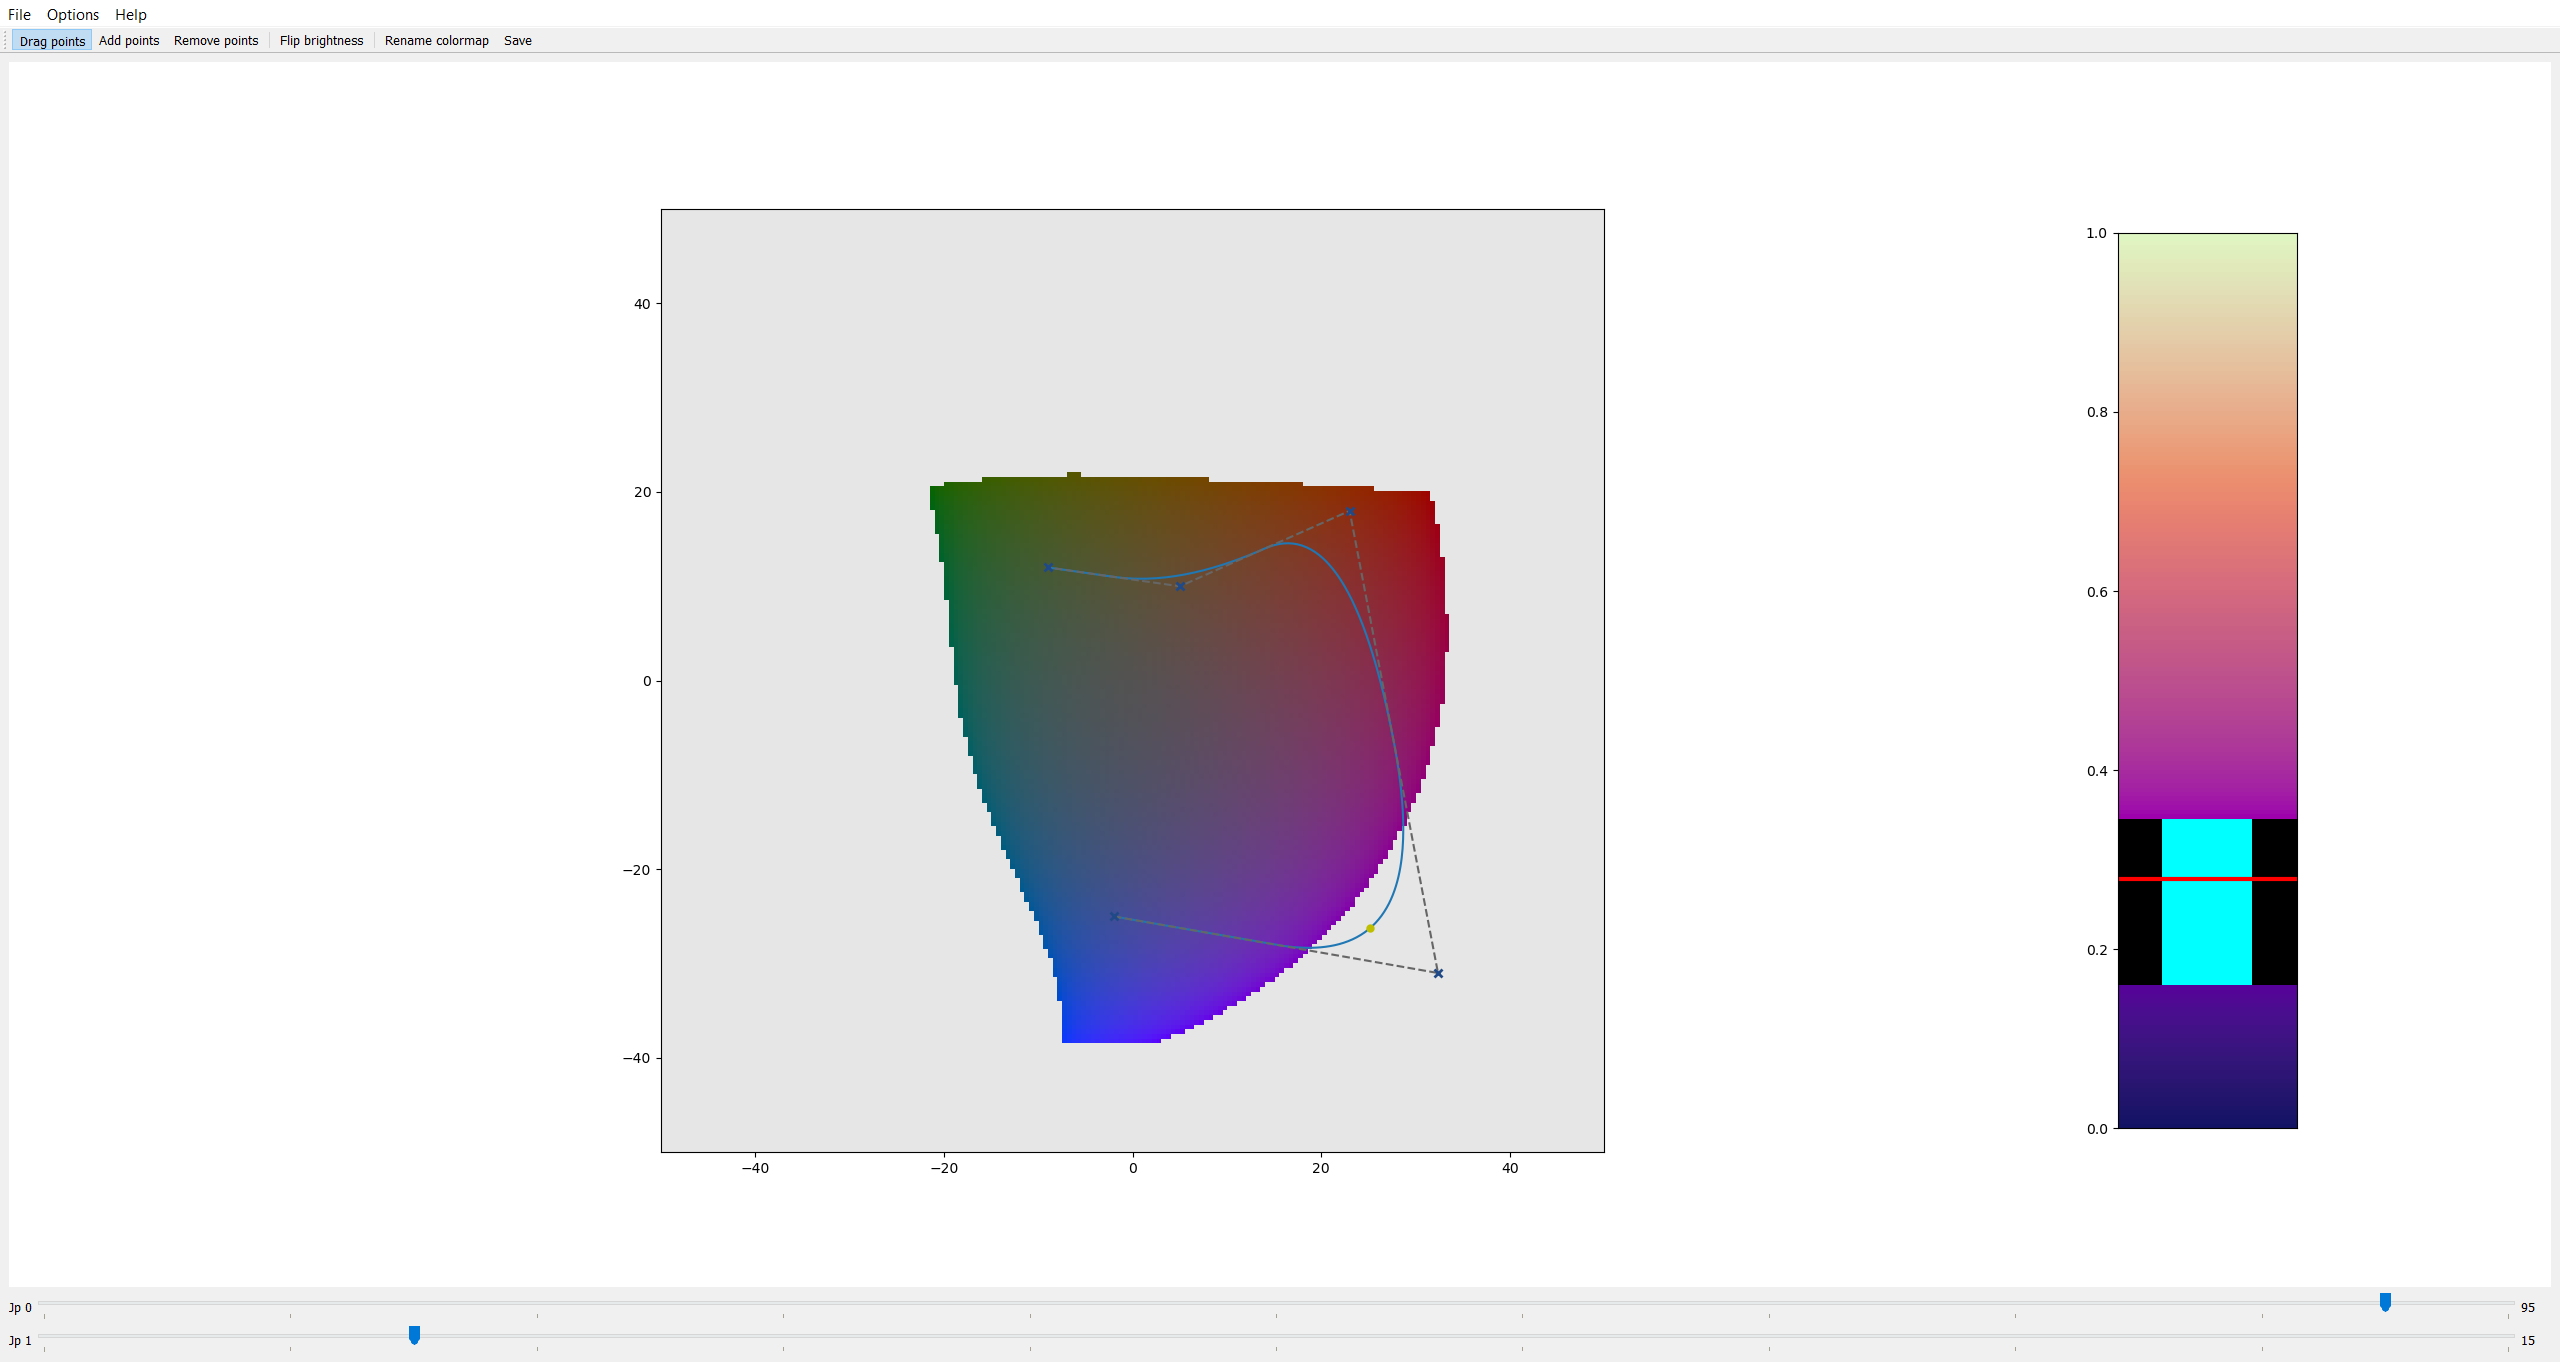 File Options Help
Drag points Add points Remove points Flip brightness Rename colormap Save
40
20
0
−20
−40
−40 −20 0 20 40
1.0
0.8
0.6
0.4
0.2
0.0
Jp 0 95
Jp 1 15